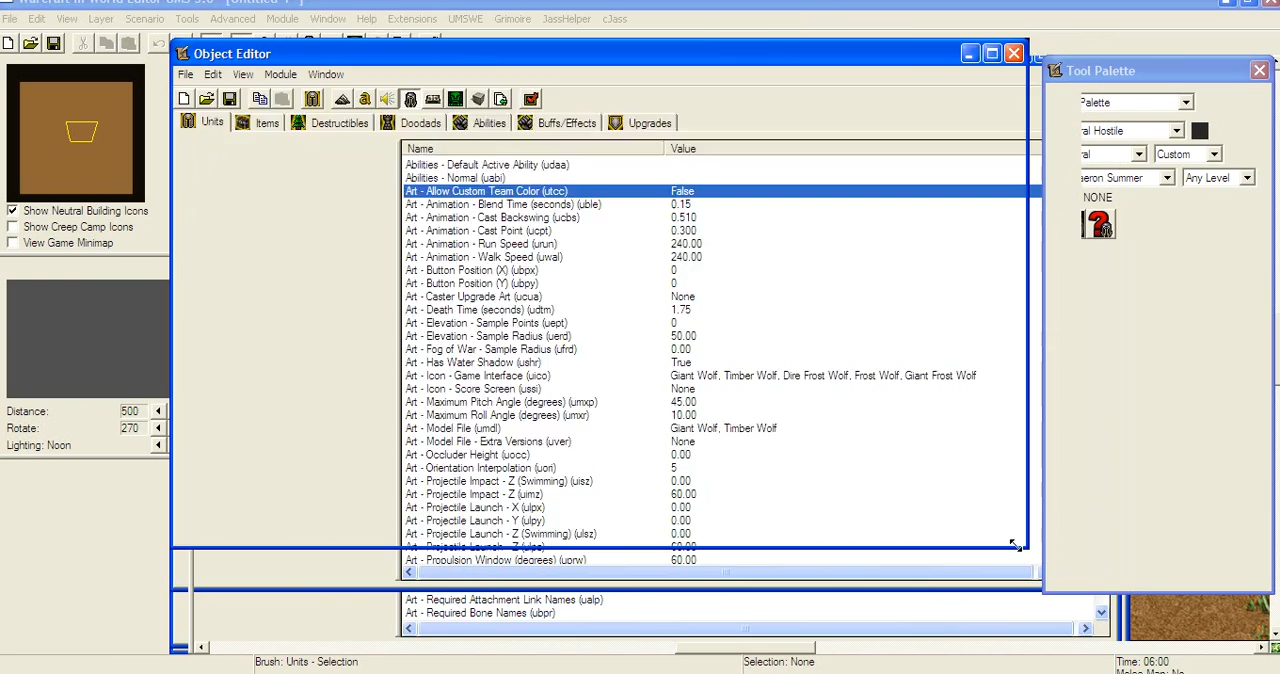 File Edit View Layer Scenario Tools Advanced Module Window Help Extensions UMSWE Grimoire JassHelper cJass
Object Editor
File Edit View Module Window
Units Items Destructibles Doodads Abilities Buffs/Effects Upgrades
Name Value
Abilities - Default Active Ability (udaa)
Abilities - Normal (uabi)
Art - Allow Custom Team Color (utcc) False
Art - Animation - Blend Time (seconds) (uble) 0.15
Art - Animation - Cast Backswing (ucbs) 0.510
Art - Animation - Cast Point (ucpt) 0.300
Art - Animation - Run Speed (urun) 240.00
Art - Animation - Walk Speed (uwal) 240.00
Art - Button Position (X) (ubpx) 0
Art - Button Position (Y) (ubpy) 0
Art - Caster Upgrade Art (ucua) None
Art - Death Time (seconds) (udtm) 1.75
Art - Elevation - Sample Points (uept) 0
Art - Elevation - Sample Radius (uerd) 50.00
Art - Fog of War - Sample Radius (ufrd) 0.00
Art - Has Water Shadow (ushr) True
Art - Icon - Game Interface (uico) Giant Wolf, Timber Wolf, Dire Frost Wolf, Frost Wolf, Giant Frost Wolf
Art - Icon - Score Screen (ussi) None
Art - Maximum Pitch Angle (degrees) (umxp) 45.00
Art - Maximum Roll Angle (degrees) (umxr) 10.00
Art - Model File (umdl) Giant Wolf, Timber Wolf
Art - Model File - Extra Versions (uver) None
Art - Occluder Height (uocc) 0.00
Art - Orientation Interpolation (uori) 5
Art - Projectile Impact - Z (Swimming) (uisz) 0.00
Art - Projectile Impact - Z (uimz) 60.00
Art - Projectile Launch - X (ulpx) 0.00
Art - Projectile Launch - Y (ulpy) 0.00
Art - Projectile Launch - Z (Swimming) (ulsz) 0.00
Art - Projectile Launch - Z (ulpz) 60.00
Art - Propulsion Window (degrees) (uprw) 60.00
Art - Required Attachment Link Names (ualp)
Art - Required Bone Names (ubpr)
Show Neutral Building Icons
Show Creep Camp Icons
View Game Minimap
Distance: 500
Rotate: 270
Lighting: Noon
Tool Palette
Palette
ral Hostile
ral Custom
aeron Summer Any Level
NONE
Brush: Units - Selection Selection: None Time: 06:00